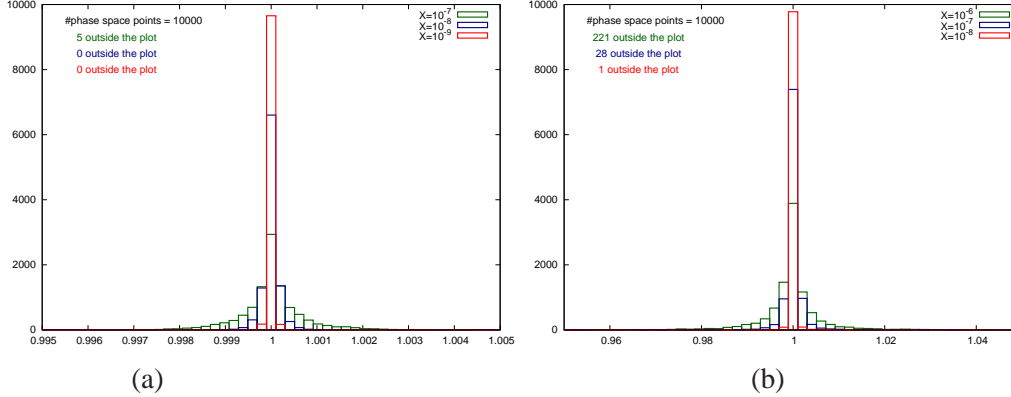 #phase space points = 10000
5 outside the plot
0 outside the plot
0 outside the plot
X=10^-7
X=10^-8
X=10^-9
10000
8000
6000
4000
2000
0
0.995 0.996 0.997 0.998 0.999 1 1.001 1.002 1.003 1.004 1.005
(a)
#phase space points = 10000
221 outside the plot
28 outside the plot
1 outside the plot
X=10^-6
X=10^-7
X=10^-8
10000
8000
6000
4000
2000
0
0.96 0.98 1 1.02 1.04
(b)